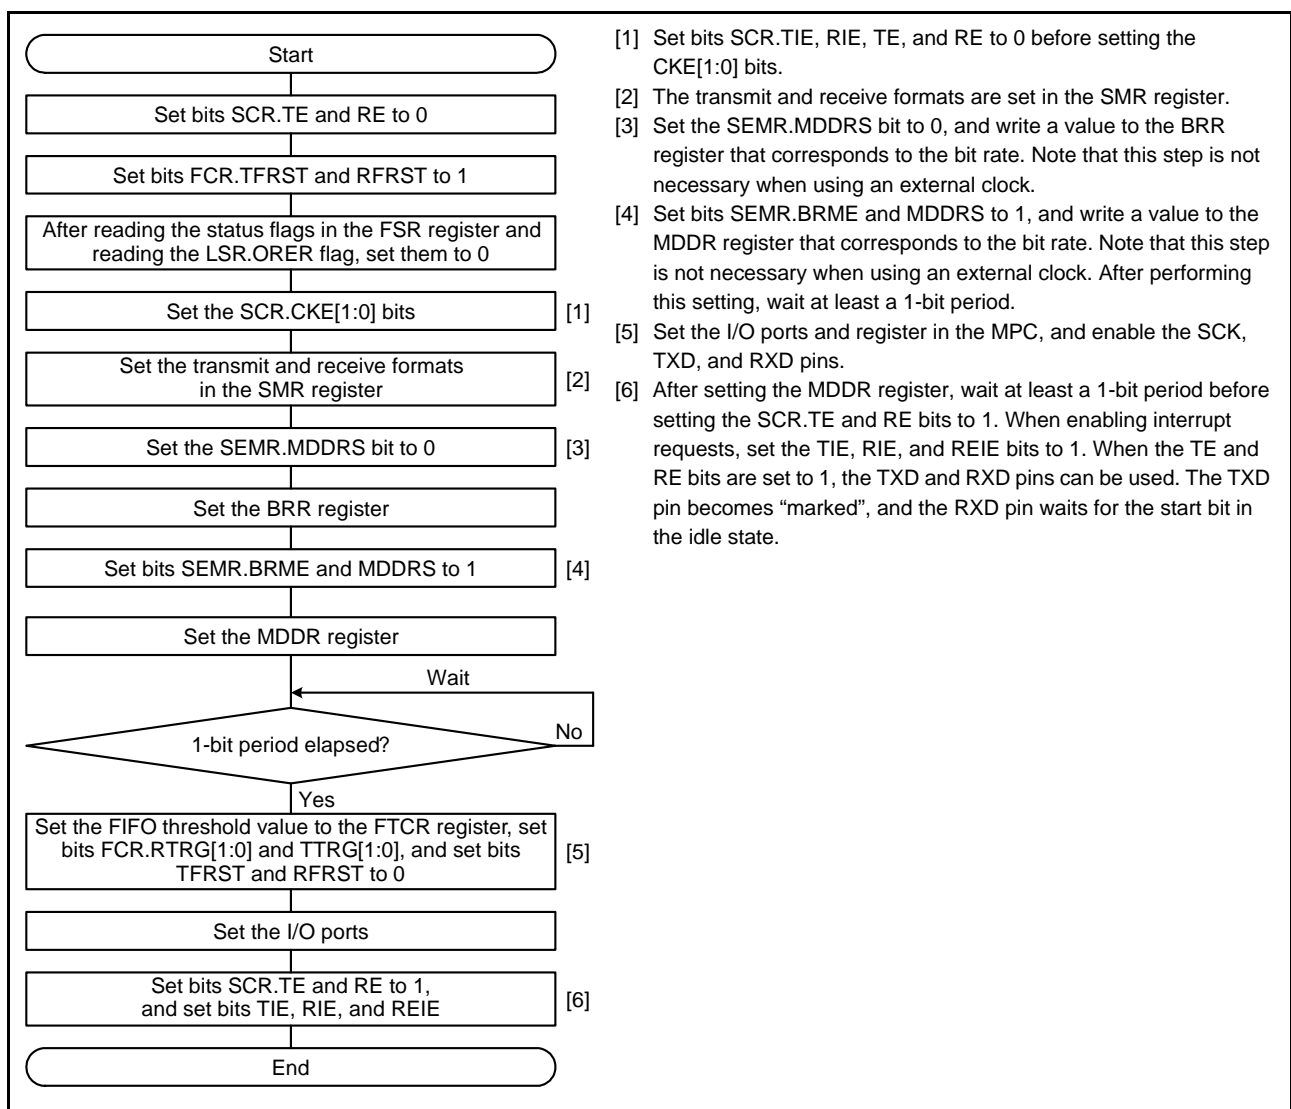 Start
Set bits SCR.TE and RE to 0
Set bits FCR.TFRST and RFRST to 1
After reading the status flags in the FSR register and
reading the LSR.ORER flag, set them to 0
Set the SCR.CKE[1:0] bits
[1]
Set the transmit and receive formats
in the SMR register
[2]
Set the SEMR.MDDRS bit to 0
[3]
Set the BRR register
Set bits SEMR.BRME and MDDRS to 1
[4]
Set the MDDR register
Wait
1-bit period elapsed?
No
Yes
Set the FIFO threshold value to the FTCR register, set
bits FCR.RTRG[1:0] and TTRG[1:0], and set bits
TFRST and RFRST to 0
[5]
Set the I/O ports
Set bits SCR.TE and RE to 1,
and set bits TIE, RIE, and REIE
[6]
End
[1] Set bits SCR.TIE, RIE, TE, and RE to 0 before setting the
CKE[1:0] bits.
[2] The transmit and receive formats are set in the SMR register.
[3] Set the SEMR.MDDRS bit to 0, and write a value to the BRR
register that corresponds to the bit rate. Note that this step is not
necessary when using an external clock.
[4] Set bits SEMR.BRME and MDDRS to 1, and write a value to the
MDDR register that corresponds to the bit rate. Note that this step
is not necessary when using an external clock. After performing
this setting, wait at least a 1-bit period.
[5] Set the I/O ports and register in the MPC, and enable the SCK,
TXD, and RXD pins.
[6] After setting the MDDR register, wait at least a 1-bit period before
setting the SCR.TE and RE bits to 1. When enabling interrupt
requests, set the TIE, RIE, and REIE bits to 1. When the TE and
RE bits are set to 1, the TXD and RXD pins can be used. The TXD
pin becomes “marked”, and the RXD pin waits for the start bit in
the idle state.